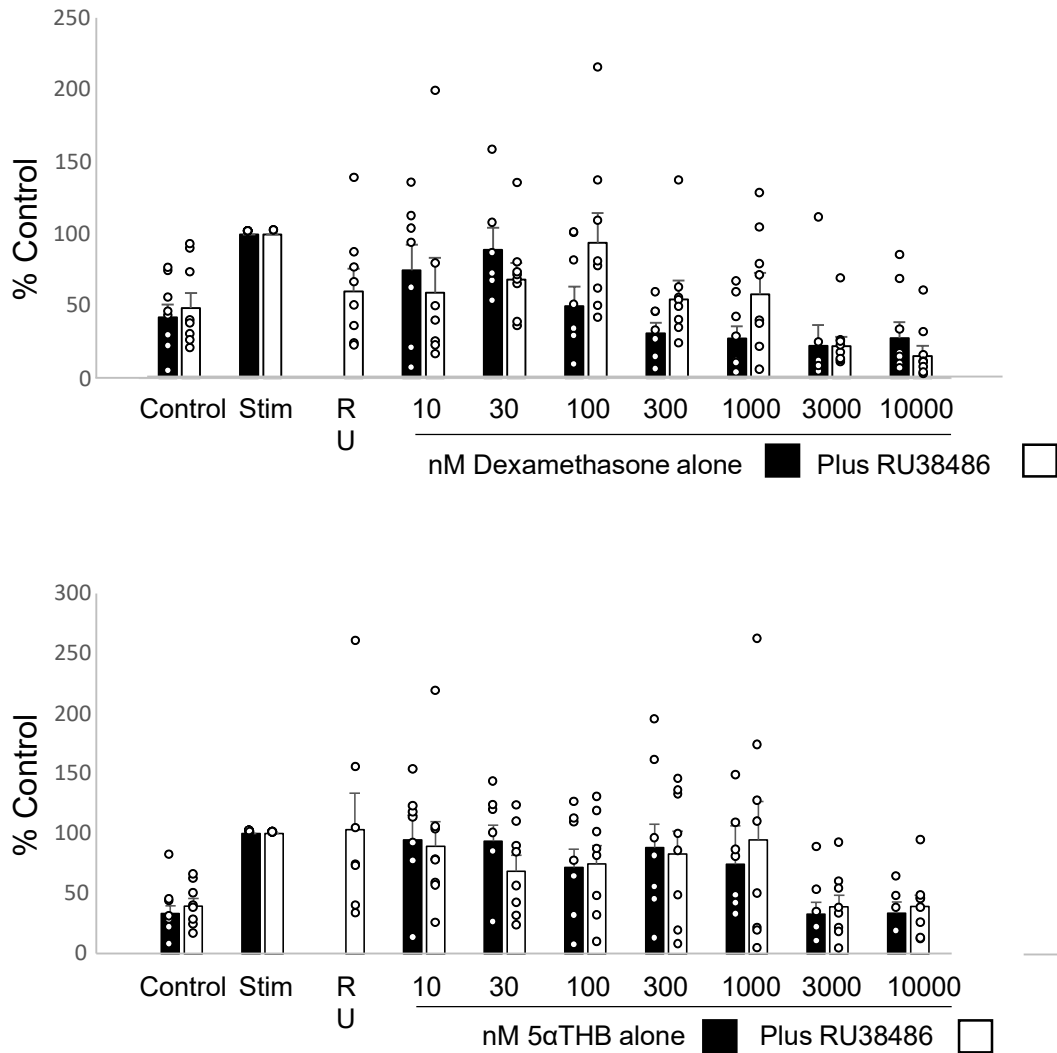 250
200
150
100
50
0
% Control
Control Stim R U 10 30 100 300 1000 3000 10000
nM Dexamethasone alone Plus RU38486
300
250
200
150
100
50
0
% Control
Control Stim R U 10 30 100 300 1000 3000 10000
nM 5αTHB alone Plus RU38486